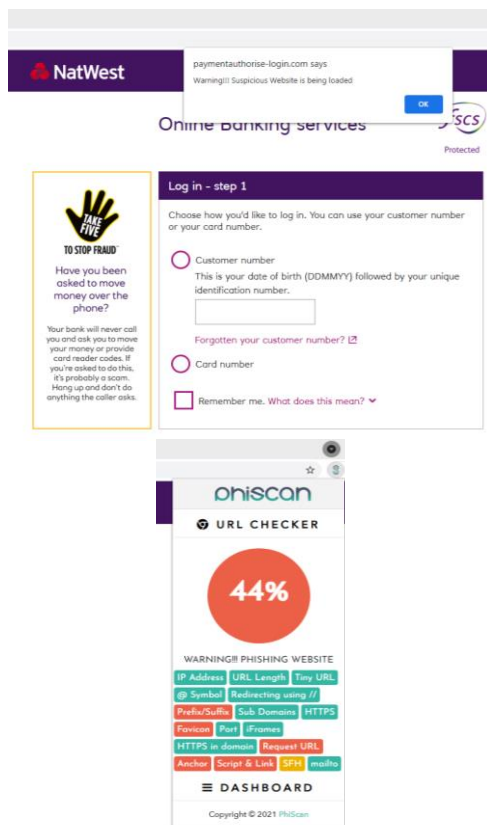 NatWest
paymentauthorise-login.com says
Warning!!! Suspicious Website is being loaded
OK
Online Banking services
fscs
Protected
TAKE
FIVE
TO STOP FRAUD™
Have you been
asked to move
money over the
phone?
Your bank will never call
you and ask you to move
your money or provide
card reader codes. If
you're asked to do this,
it's probably a scam.
Hang up and don't do
anything the caller asks.
Log in - step 1
Choose how you'd like to log in. You can use your customer number
or your card number.
Customer number
This is your date of birth (DDMMYY) followed by your unique
identification number.
Forgotten your customer number?
Card number
Remember me. What does this mean?
phiscan
URL CHECKER
44%
WARNING!!! PHISHING WEBSITE
IP Address URL Length Tiny URL
@ Symbol Redirecting using //
Prefix/Suffix Sub Domains HTTPS
Favicon Port iFrames
HTTPS in domain Request URL
Anchor Script & Link SFH mailto
DASHBOARD
Copyright © 2021 PhiScan